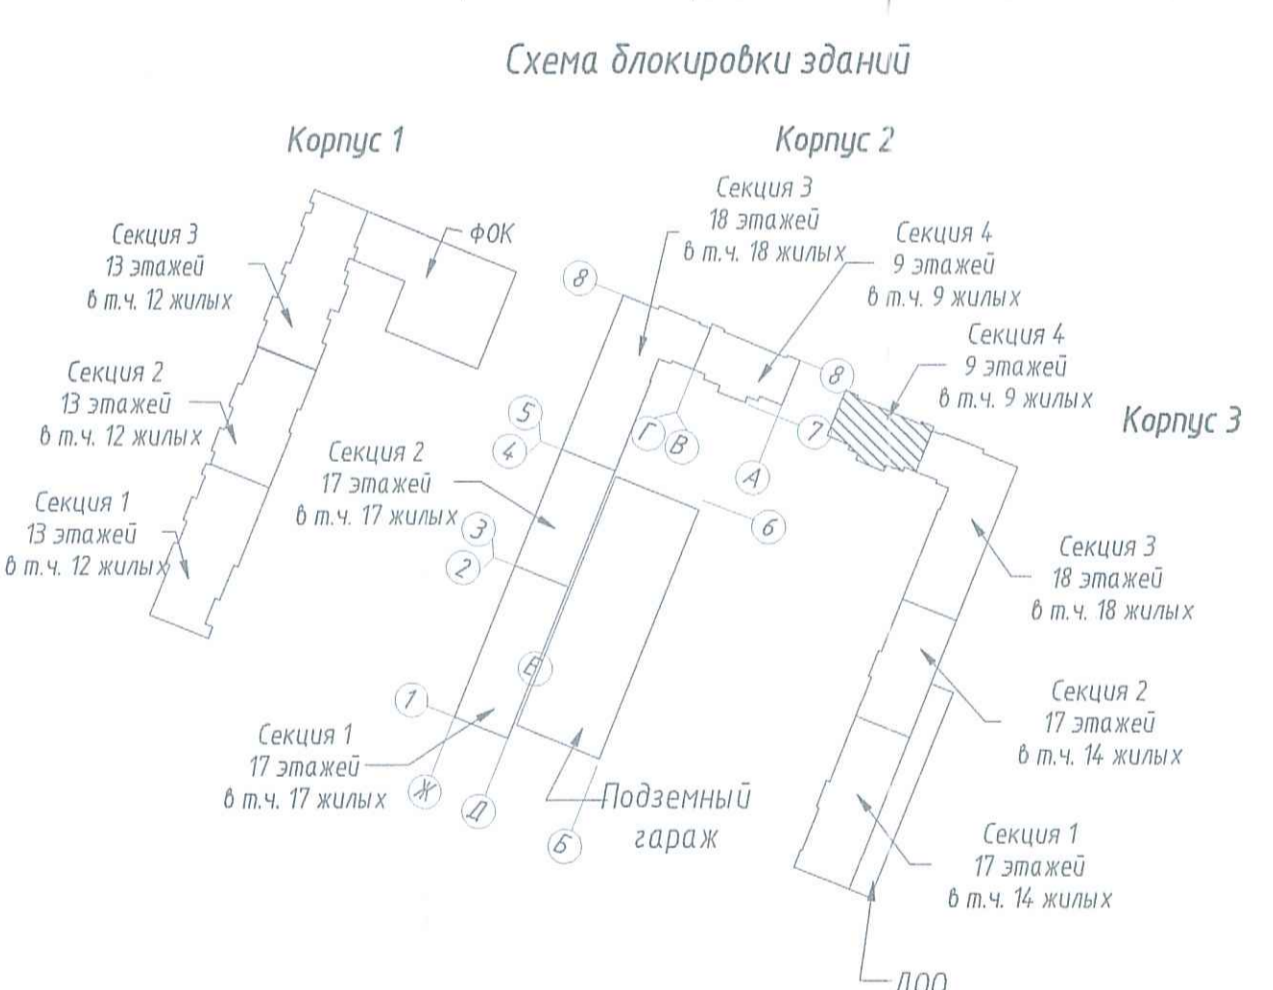 Схема блокировки зданий
Корпус 1
Корпус 2
Секция 3
18 этажей
в т.ч. 18 жилых
Секция 3
13 этажей
в т.ч. 12 жилых
ФОК
Секция 4
9 этажей
в т.ч. 9 жилых
8
Секция 4
9 этажей
в т.ч. 9 жилых
Корпус 3
8
7
Секция 2
13 этажей
в т.ч. 12 жилых
5
4
Г
В
А
6
Секция 2
17 этажей
в т.ч. 17 жилых
3
2
Секция 1
13 этажей
в т.ч. 12 жилых
Секция 3
18 этажей
в т.ч. 18 жилых
Е
1
Секция 2
17 этажей
в т.ч. 14 жилых
Секция 1
17 этажей
в т.ч. 17 жилых
Ж
Д
Б
Подземный
гараж
Секция 1
17 этажей
в т.ч. 14 жилых
ДОО